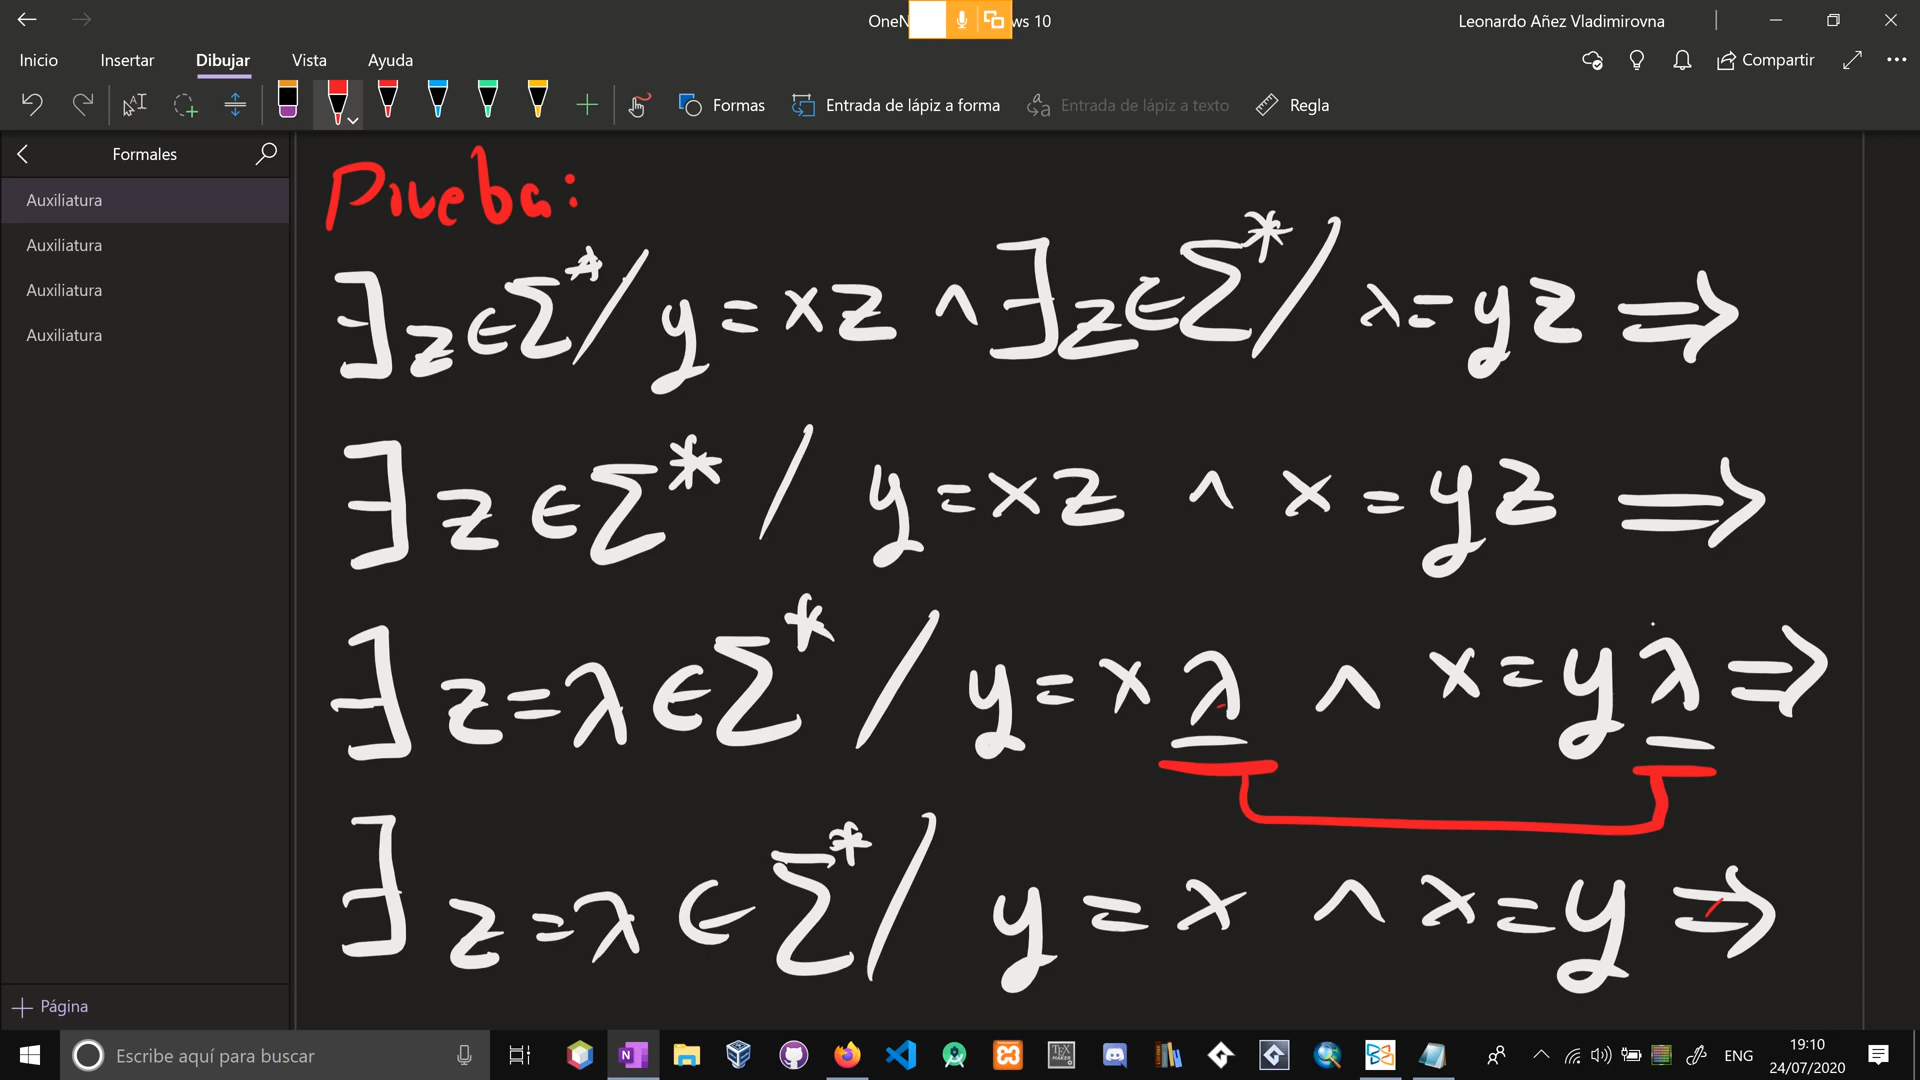 OneN ws 10
Leonardo Añez Vladimirovna
Inicio Insertar Dibujar Vista Ayuda
Compartir
Formas Entrada de lápiz a forma Entrada de lápiz a texto Regla
Formales
Auxiliatura
Auxiliatura
Auxiliatura
Auxiliatura
Página
Prueba:
∃z∈Σ*/ y = xz ∧ ∃z∈Σ*/ λ = yz ⇒
∃z∈Σ* / y = xz ∧ x = yz ⇒
∃z=λ∈Σ* / y = xλ ∧ x = yλ ⇒
∃z=λ∈Σ* / y = x ∧ x = y ⇒
Escribe aquí para buscar
ENG
19:10
24/07/2020